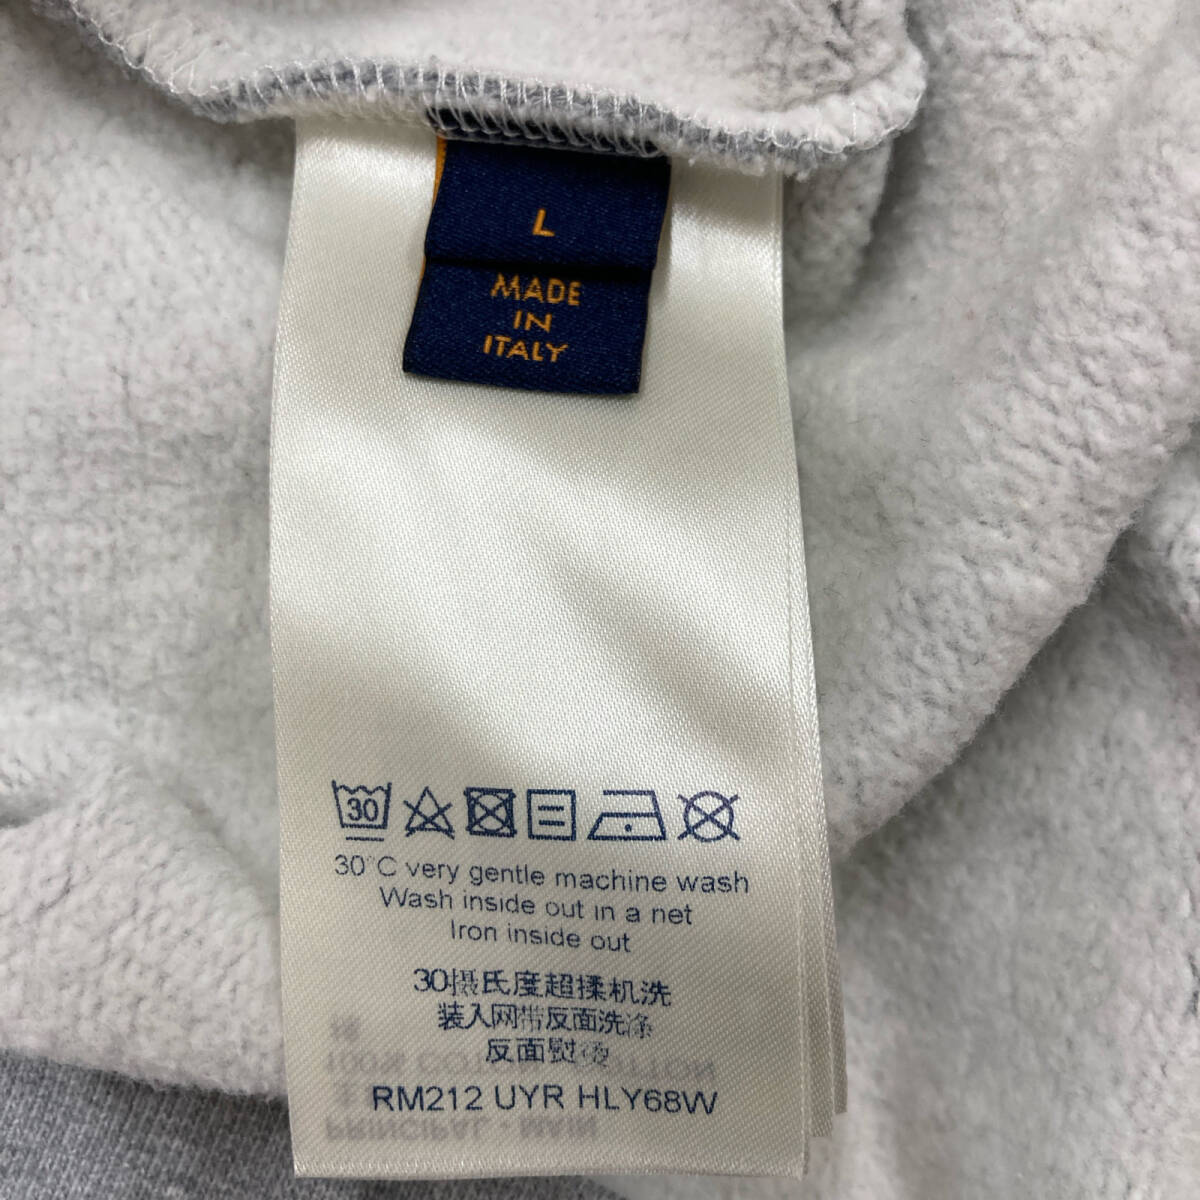 L
MADE
IN
ITALY
30
30°C very gentle machine wash
Wash inside out in a net
Iron inside out
30摄氏度超揉机洗
装入网带反面洗涤
反面熨烫
RM212 UYR HLY68W
PRINCIPAL - MAIN